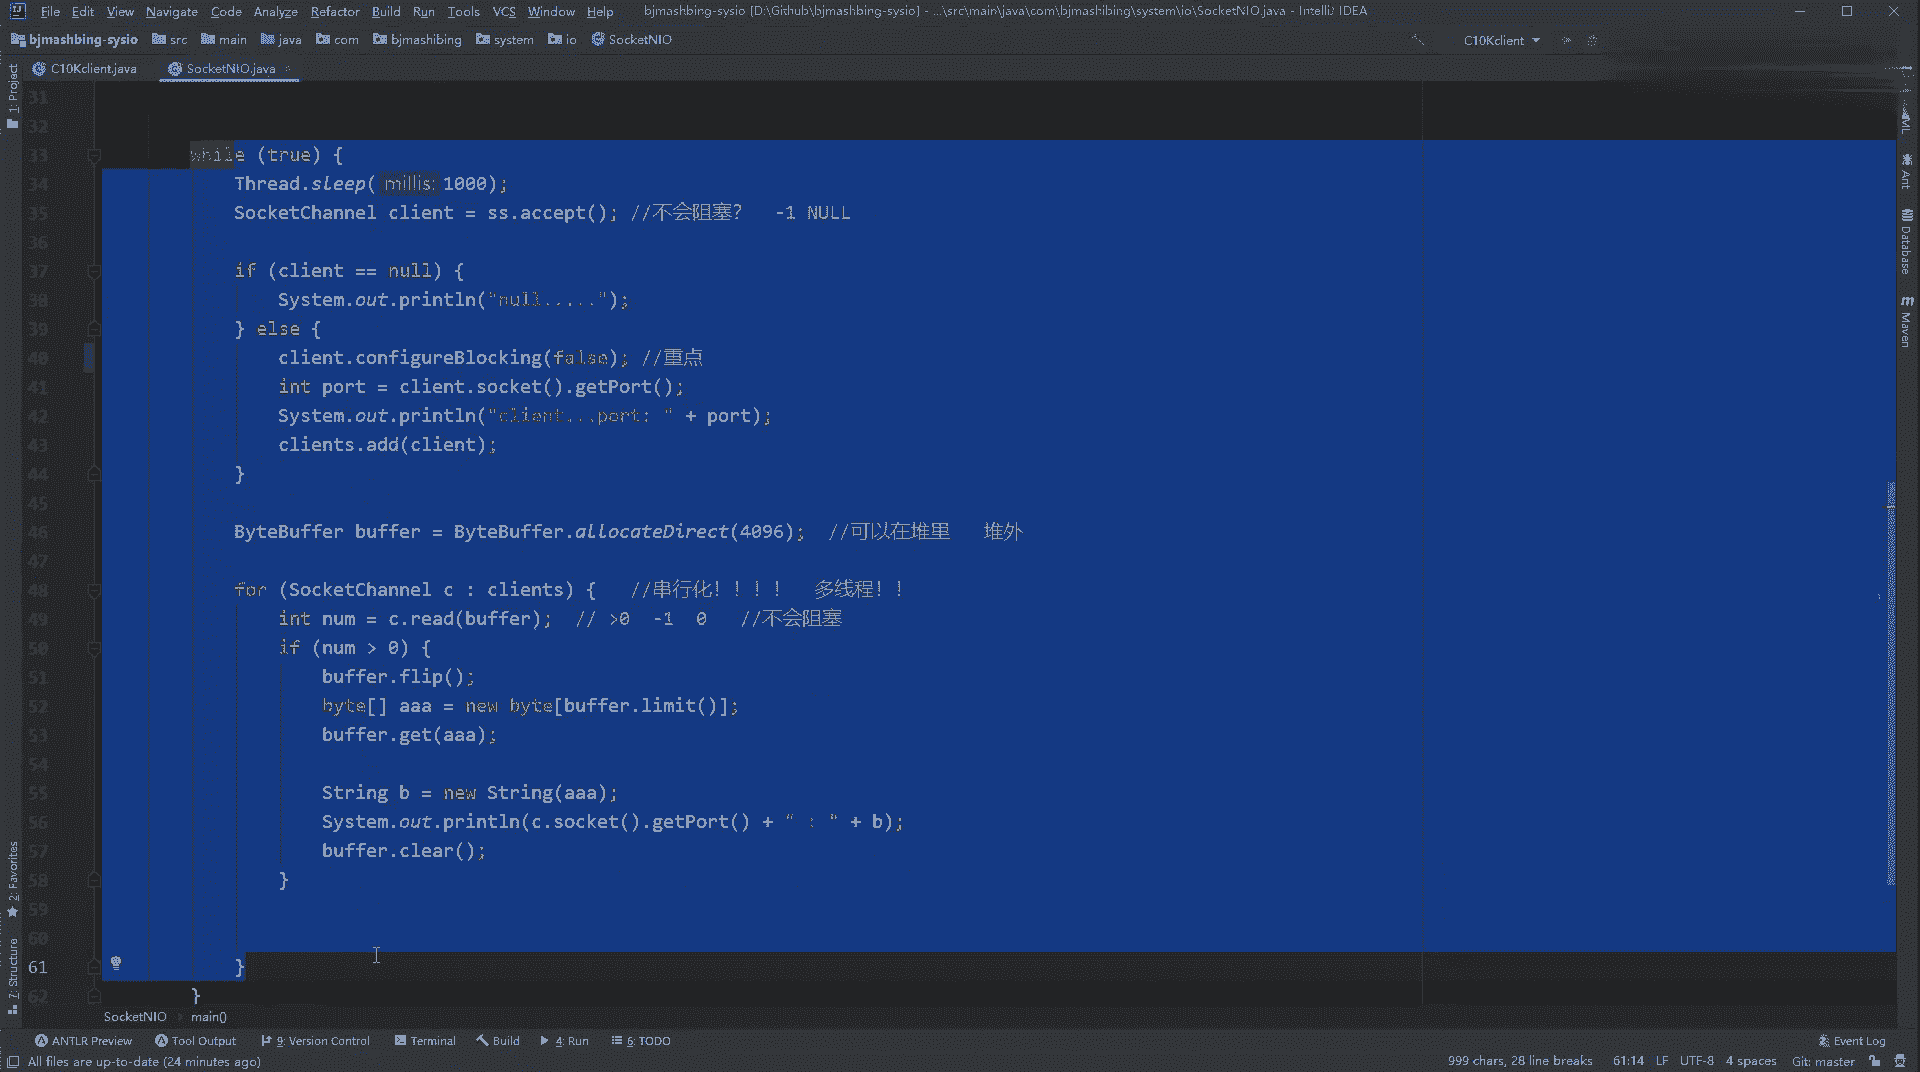 File Edit View Navigate Code Analyze Refactor Build Run Tools VCS Window Help bjmashbing-sysio [D:\Github\bjmashbing-sysio] - ...\src\main\java\com\bjmashibing\system\io\SocketNIO.java - IntelliJ IDEA
bjmashbing-sysio src main java com bjmashibing system io SocketNIO C10Kclient
C10Kclient.java SocketNIO.java
1: Project
31
32
33 while (true) {
34 Thread.sleep( millis: 1000);
35 SocketChannel client = ss.accept(); //不会阻塞? -1 NULL
36
37 if (client == null) {
38 System.out.println("null.....");
39 } else {
40 client.configureBlocking(false); //重点
41 int port = client.socket().getPort();
42 System.out.println("client...port: " + port);
43 clients.add(client);
44 }
45
46 ByteBuffer buffer = ByteBuffer.allocateDirect(4096); //可以在堆里 堆外
47
48 for (SocketChannel c : clients) { //串行化!!!! 多线程!!
49 int num = c.read(buffer); // >0 -1 0 //不会阻塞
50 if (num > 0) {
51 buffer.flip();
52 byte[] aaa = new byte[buffer.limit()];
53 buffer.get(aaa);
54
55 String b = new String(aaa);
56 System.out.println(c.socket().getPort() + " : " + b);
57 buffer.clear();
58 }
59
60
61 }
62 }
Ant
Database
Maven
2: Favorites
7: Structure
SocketNIO main()
ANTLR Preview Tool Output 9: Version Control Terminal Build 4: Run 6: TODO Event Log
All files are up-to-date (24 minutes ago) 999 chars, 28 line breaks 61:14 LF UTF-8 4 spaces Git: master